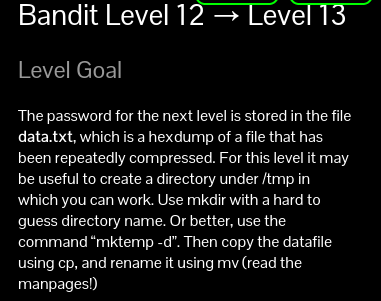 Bandit Level 12 → Level 13
Level Goal
The password for the next level is stored in the file
data.txt, which is a hexdump of a file that has
been repeatedly compressed. For this level it may
be useful to create a directory under /tmp in
which you can work. Use mkdir with a hard to
guess directory name. Or better, use the
command “mktemp -d”. Then copy the datafile
using cp, and rename it using mv (read the
manpages!)